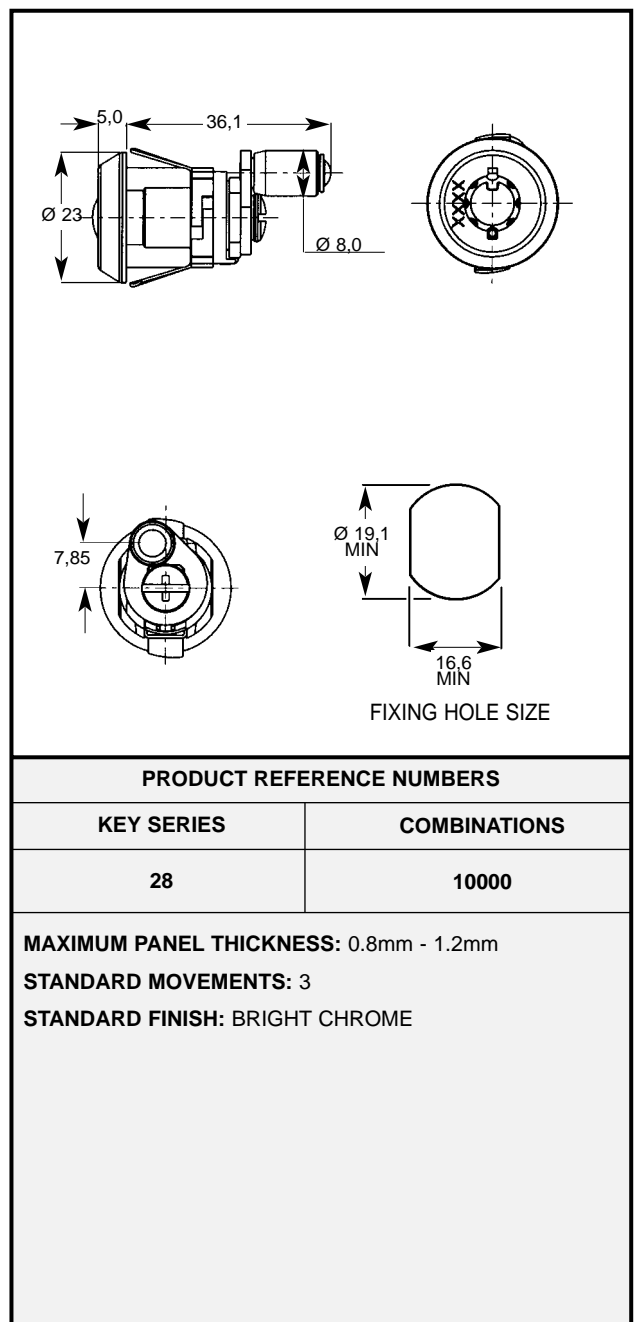 5,0
36,1
Ø 23
Ø 8,0
XXXX
7,85
Ø 19,1
MIN
16,6
MIN
FIXING HOLE SIZE
PRODUCT REFERENCE NUMBERS
KEY SERIES COMBINATIONS
28 10000
MAXIMUM PANEL THICKNESS: 0.8mm - 1.2mm
STANDARD MOVEMENTS: 3
STANDARD FINISH: BRIGHT CHROME